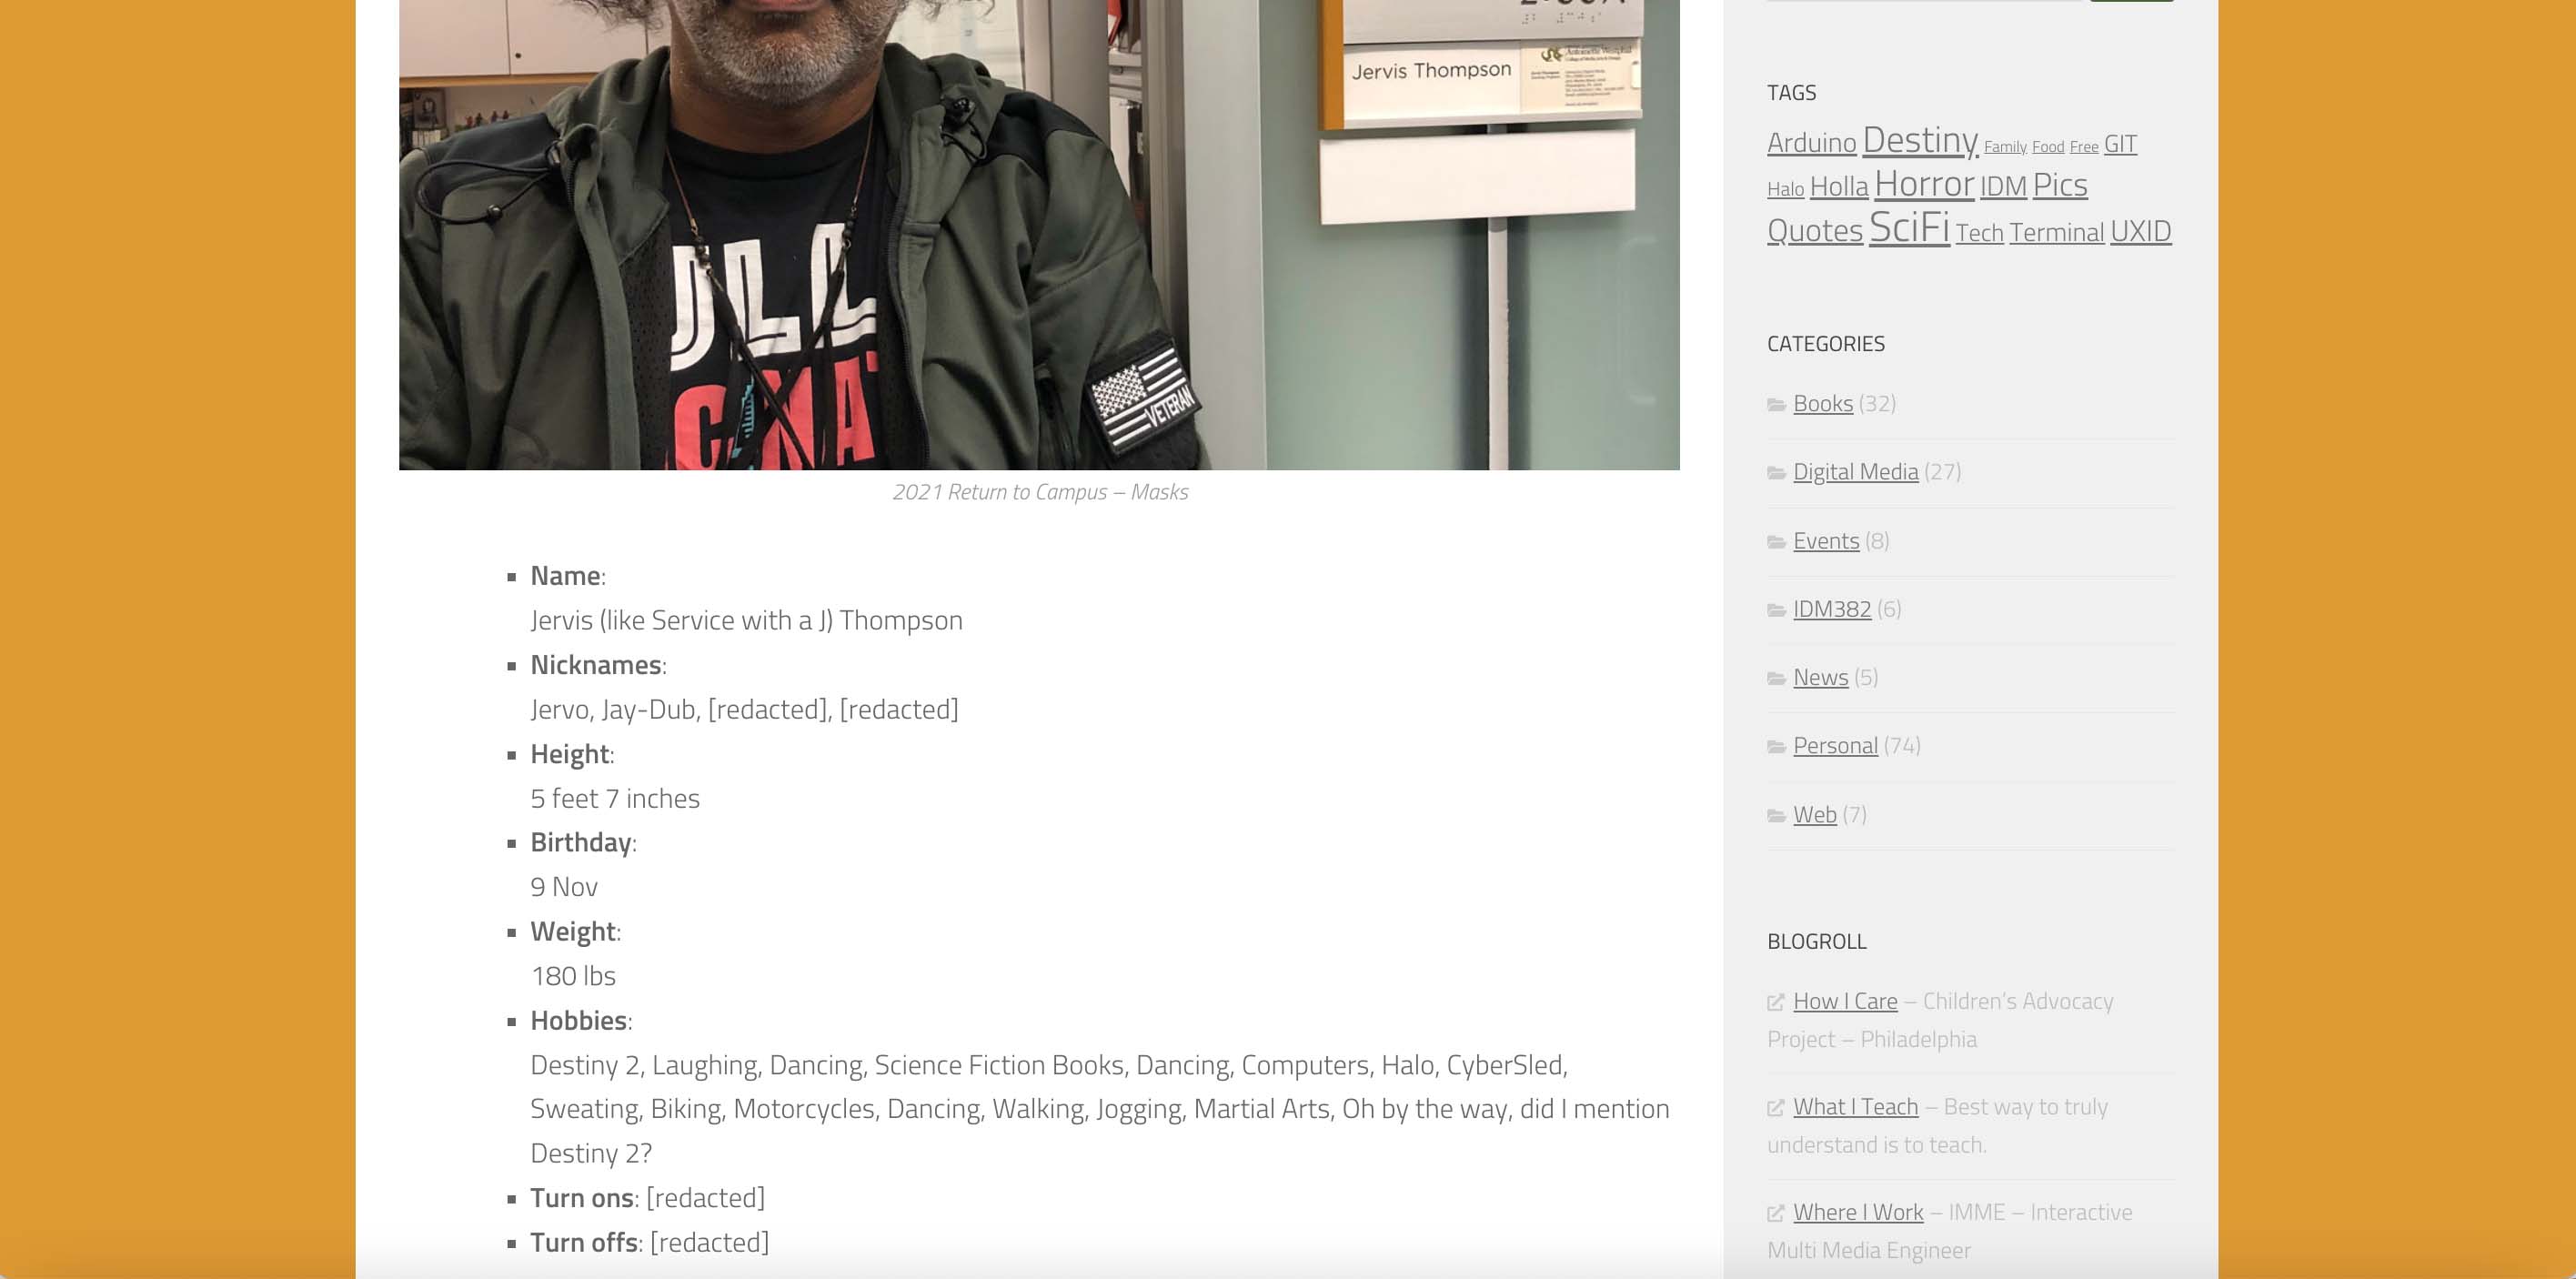 Jervis Thompson
Antoinette Westphal
VETERAN
2021 Return to Campus – Masks
Name:
Jervis (like Service with a J) Thompson
Nicknames:
Jervo, Jay-Dub, [redacted], [redacted]
Height:
5 feet 7 inches
Birthday:
9 Nov
Weight:
180 lbs
Hobbies:
Destiny 2, Laughing, Dancing, Science Fiction Books, Dancing, Computers, Halo, CyberSled,
Sweating, Biking, Motorcycles, Dancing, Walking, Jogging, Martial Arts, Oh by the way, did I mention
Destiny 2?
Turn ons: [redacted]
Turn offs: [redacted]
TAGS
Arduino Destiny Family Food Free GIT
Halo Holla Horror IDM Pics
Quotes SciFi Tech Terminal UXID
CATEGORIES
Books (32)
Digital Media (27)
Events (8)
IDM382 (6)
News (5)
Personal (74)
Web (7)
BLOGROLL
How I Care – Children's Advocacy
Project – Philadelphia
What I Teach – Best way to truly
understand is to teach.
Where I Work – IMME – Interactive
Multi Media Engineer